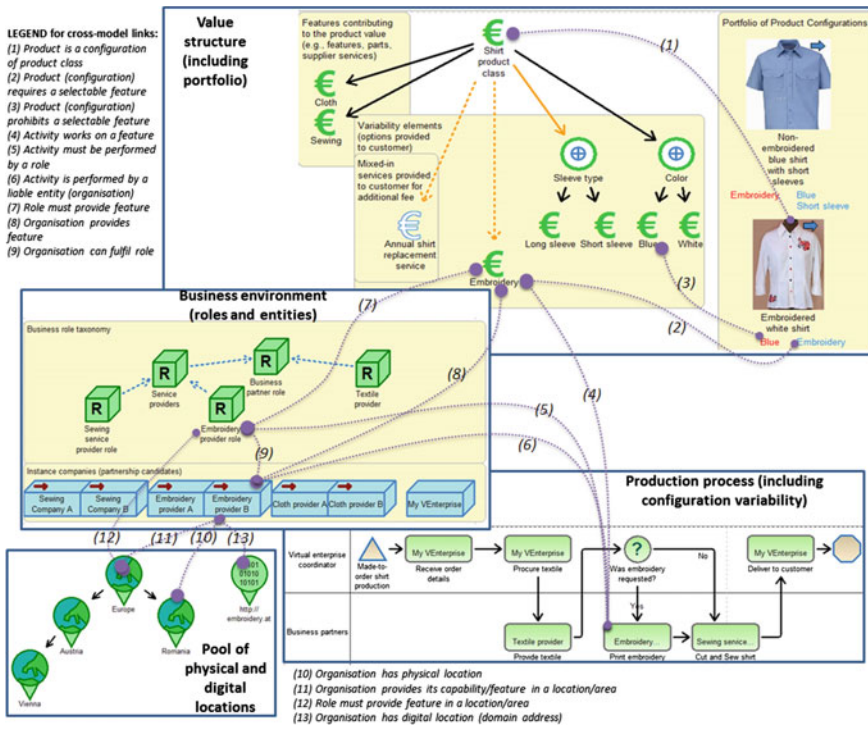 LEGEND for cross-model links:
(1) Product is a configuration
of product class
(2) Product (configuration)
requires a selectable feature
(3) Product (configuration)
prohibits a selectable feature
(4) Activity works on a feature
(5) Activity must be performed
by a role
(6) Activity is performed by a
liable entity (organisation)
(7) Role must provide feature
(8) Organisation provides
feature
(9) Organisation can fulfil role
Value
structure
(including
portfolio)
Features contributing
to the product value
(e.g., features, parts,
supplier services)
Cloth
Sewing
Shirt
product
class
(1)
Variability elements
(options provided
to customer)
Mixed-in
services provided
to customer for
additional fee
Annual shirt
replacement
service
Embroidery
Sleeve type
Color
Long sleeve
Short sleeve
Blue
White
Portfolio of Product Configurations
Non-
embroidered
blue shirt
with short
sleeves
Embroidery
Blue
Short sleeve
Embroidered
white shirt
Blue
Embroidery
(3)
(2)
(7)
(8)
(4)
(5)
(6)
(9)
Business environment
(roles and entities)
Business role taxonomy
R
R
R
R
R
Service
providers
Business
partner role
Textile
provider
Sewing
service
provider role
Embroidery
provider role
Instance companies (partnership candidates)
Sewing
Company A
Sewing
Company B
Embroidery
provider A
Embroidery
provider B
Cloth provider A
Cloth provider B
My VEnterprise
(12)
(11)
(10)
(13)
Europe
Austria
Romania
Vienna
01010
10101
http://
embroidery.at
Pool of
physical and
digital
locations
Production process (including
configuration variability)
Virtual enterprise
coordinator
Made-to-
order shirt
production
My VEnterprise
Receive order
details
My VEnterprise
Procure textile
?
Was embroidery
requested?
No
Yes
My VEnterprise
Deliver to customer
Business partners
Textile provider
Provide textile
Embroidery...
Print embroidery
Sewing service...
Cut and Sew shirt
(10) Organisation has physical location
(11) Organisation provides its capability/feature in a location/area
(12) Role must provide feature in a location/area
(13) Organisation has digital location (domain address)